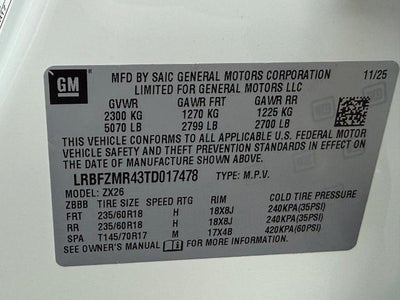 GM
MFD BY SAIC GENERAL MOTORS CORPORATION 11/25
LIMITED FOR GENERAL MOTORS LLC
GVWR GAWR FRT GAWR RR
2300 KG 1270 KG 1225 KG
5070 LB 2799 LB 2700 LB
THIS VEHICLE CONFORMS TO ALL APPLICABLE U.S. FEDERAL MOTOR
VEHICLE SAFETY AND THEFT PREVENTION STANDARDS IN EFFECT ON
THE DATE OF MANUFACTURE SHOWN ABOVE.
LRBFZMR43TD017478 TYPE: M.P.V.
MODEL: ZX26
ZBBB TIRE SIZE SPEED RTG RIM COLD TIRE PRESSURE
FRT 235/60R18 H 18X8J 240KPA(35PSI)
RR 235/60R18 H 18X8J 240KPA(35PSI)
SPA T145/70R17 M 17X4B 420KPA(60PSI)
SEE OWNER'S MANUAL